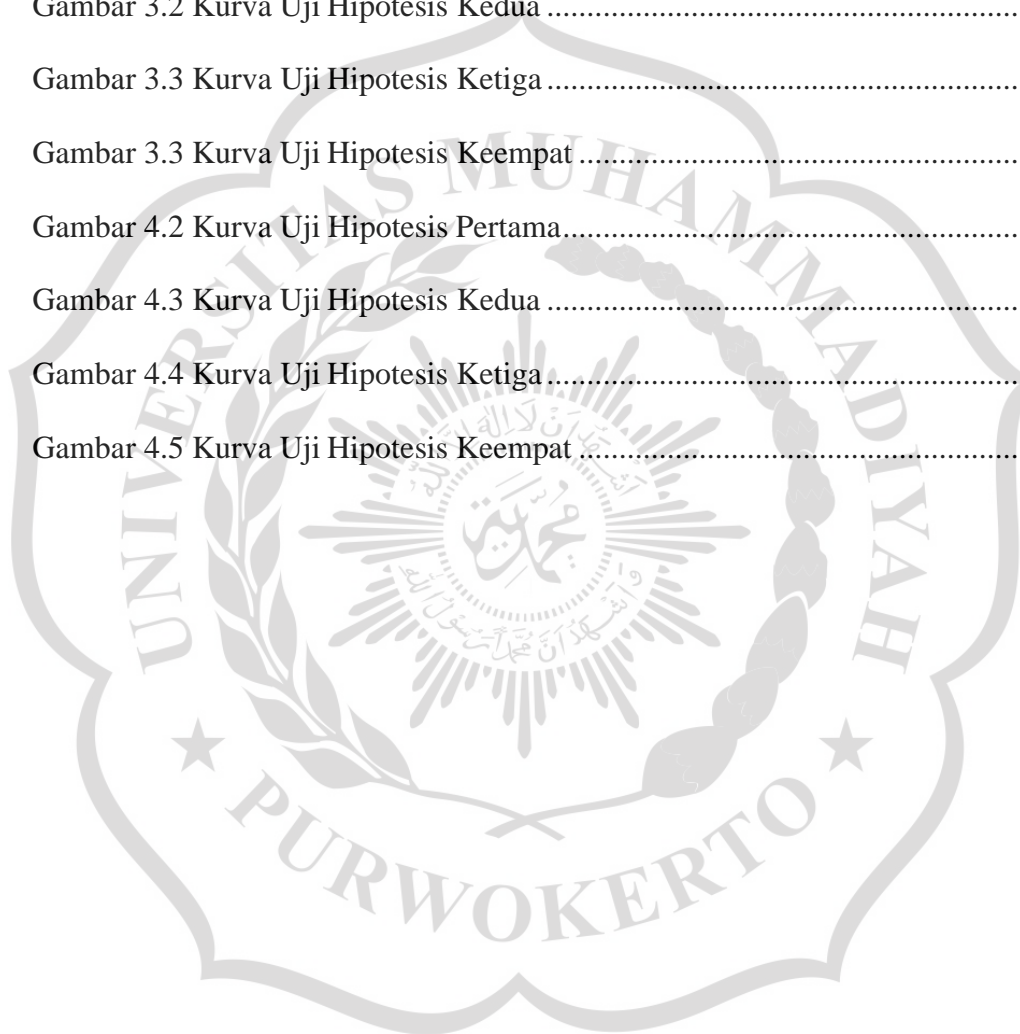 Gambar 3.2 Kurva Uji Hipotesis Kedua ..................................................
Gambar 3.3 Kurva Uji Hipotesis Ketiga ..................................................
Gambar 3.3 Kurva Uji Hipotesis Keempat ..............................................
Gambar 4.2 Kurva Uji Hipotesis Pertama................................................
Gambar 4.3 Kurva Uji Hipotesis Kedua ..................................................
Gambar 4.4 Kurva Uji Hipotesis Ketiga ..................................................
Gambar 4.5 Kurva Uji Hipotesis Keempat ..............................................
UNIVERSITAS MUHAMMADIYAH
PURWOKERTO